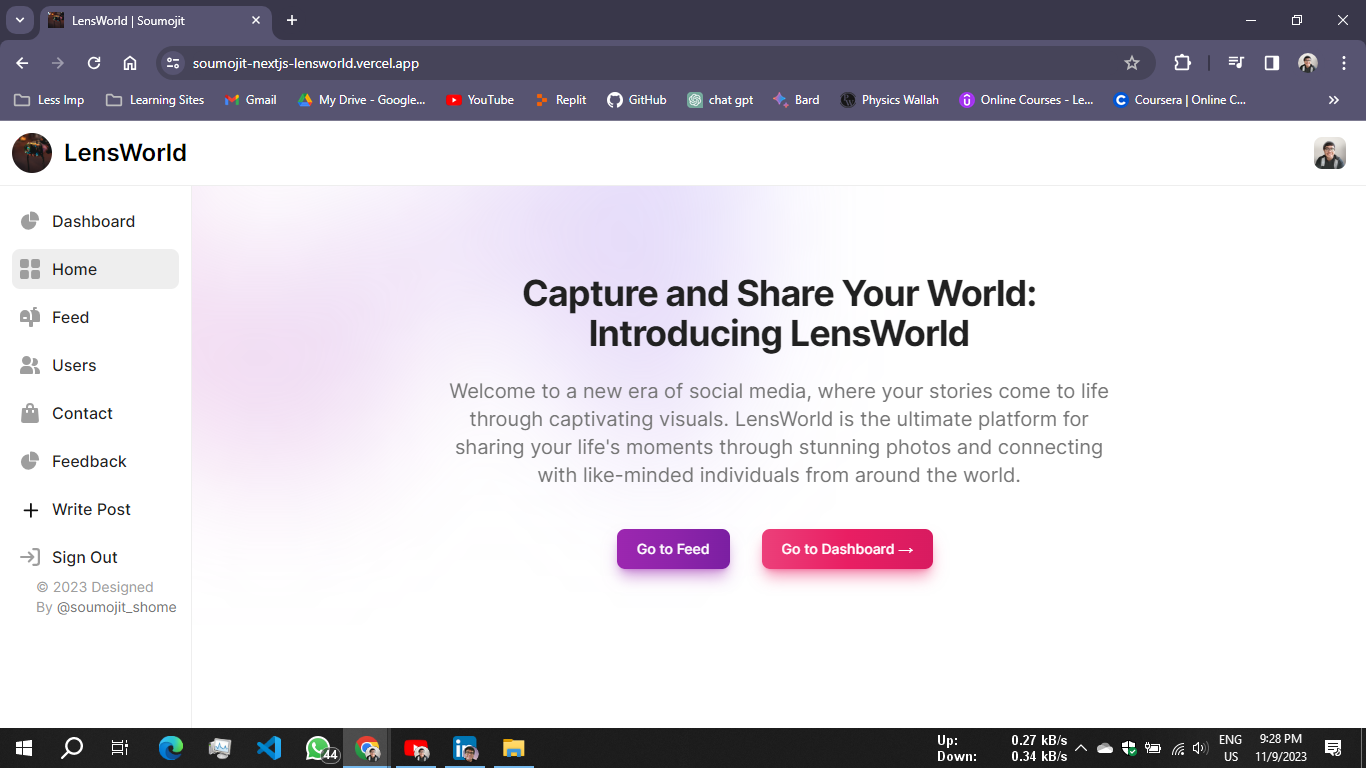 LensWorld | Soumojit
soumojit-nextjs-lensworld.vercel.app
Less Imp
Learning Sites
Gmail
My Drive - Google...
YouTube
Replit
GitHub
chat gpt
Bard
Physics Wallah
Online Courses - Le...
Coursera | Online C...
LensWorld
Dashboard
Home
Feed
Users
Contact
Feedback
Write Post
Sign Out
© 2023 Designed
By @soumojit_shome
Capture and Share Your World:
Introducing LensWorld
Welcome to a new era of social media, where your stories come to life
through captivating visuals. LensWorld is the ultimate platform for
sharing your life's moments through stunning photos and connecting
with like-minded individuals from around the world.
Go to Feed
Go to Dashboard →
44
Up: 0.27 kB/s
Down: 0.34 kB/s
ENG
US
9:28 PM
11/9/2023